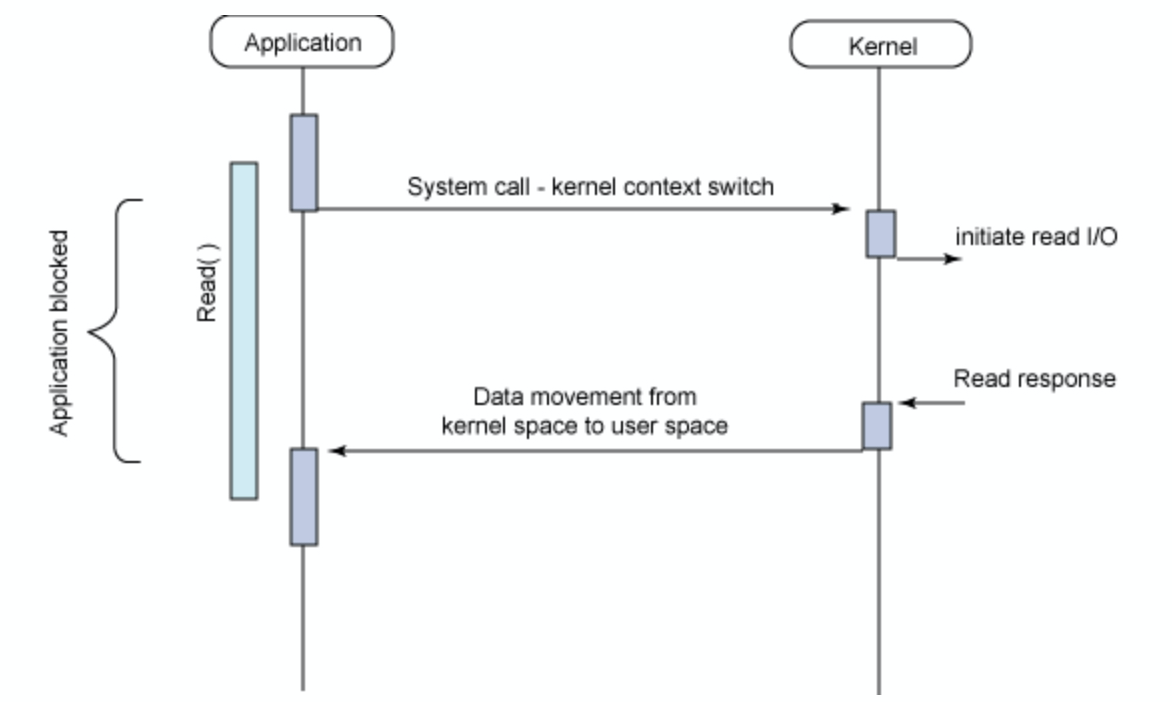 Application
Kernel
System call - kernel context switch
initiate read I/O
Read( )
Application blocked
Read response
Data movement from
kernel space to user space